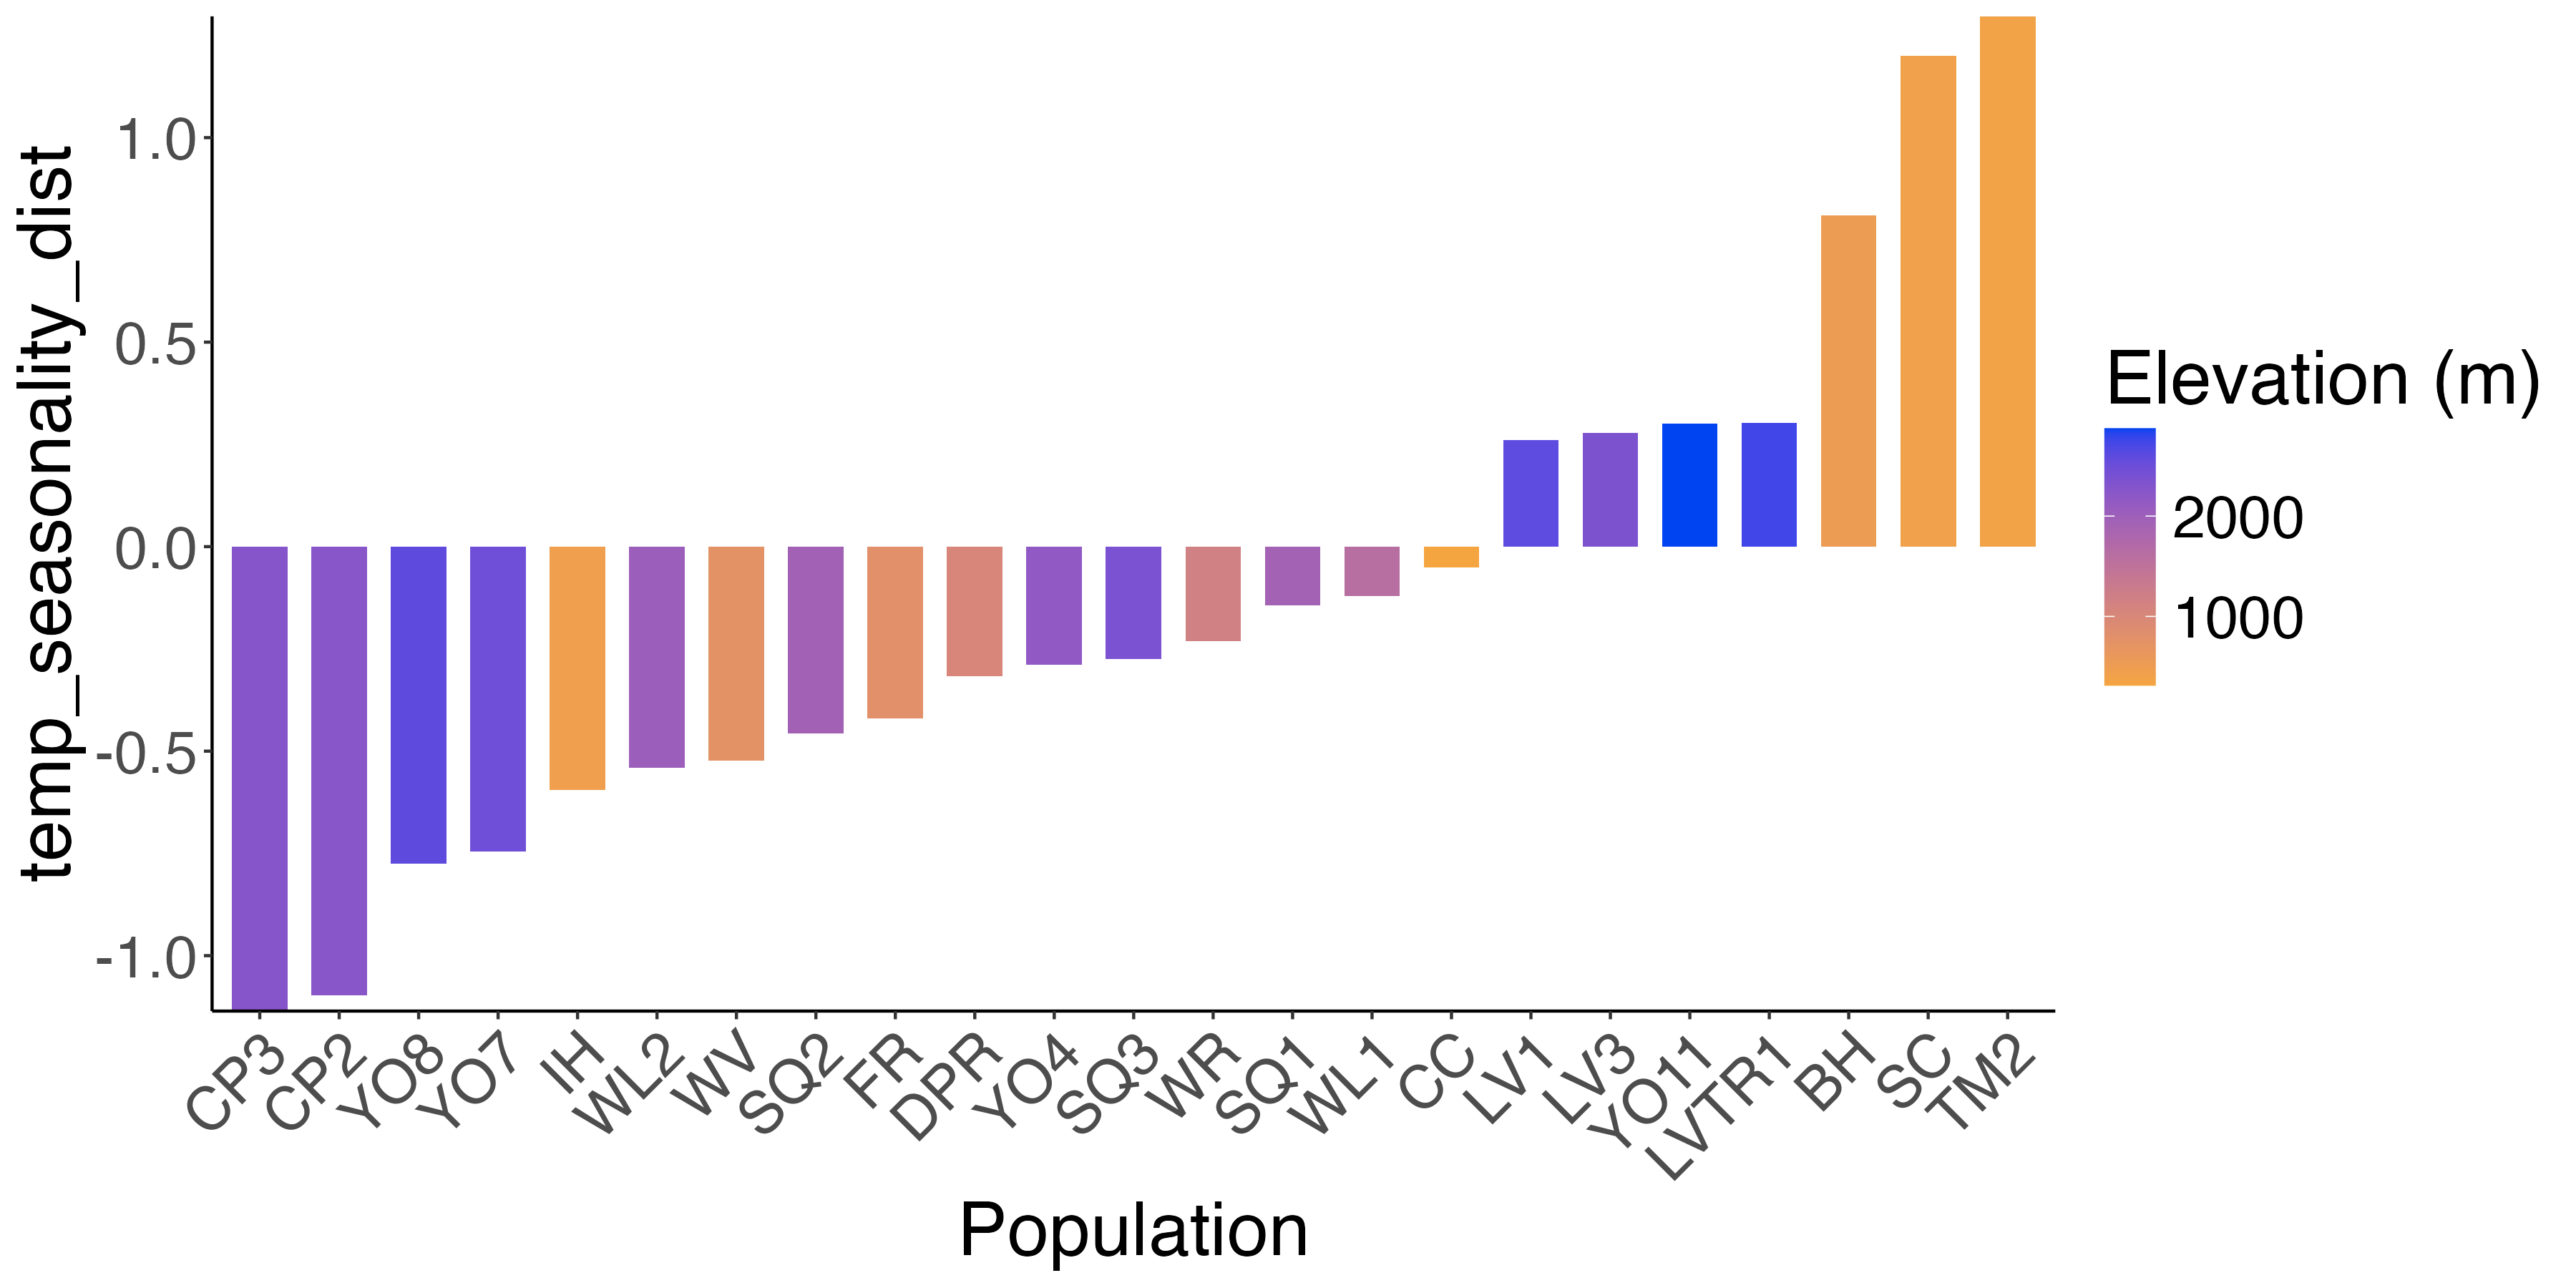 temp_seasonality_dist
1.0
0.5
0.0
-0.5
-1.0
CP3
CP2
YO8
YO7
IH
WL2
WV
SQ2
FR
DPR
YO4
SQ3
WR
SQ1
WL1
CC
LV1
LV3
YO11
LVTR1
BH
SC
TM2
Population
Elevation (m)
2000
1000